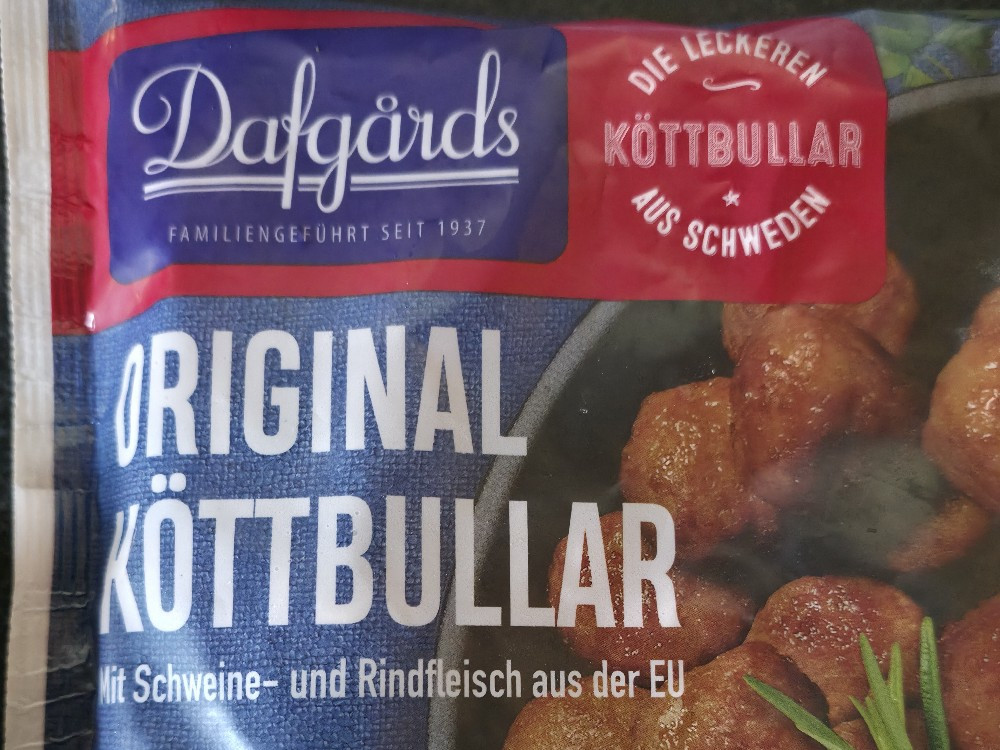 Dafgårds
FAMILIENGEFÜHRT SEIT 1937
DIE LECKEREN
KÖTTBULLAR
AUS SCHWEDEN
ORIGINAL
KÖTTBULLAR
Mit Schweine- und Rindfleisch aus der EU